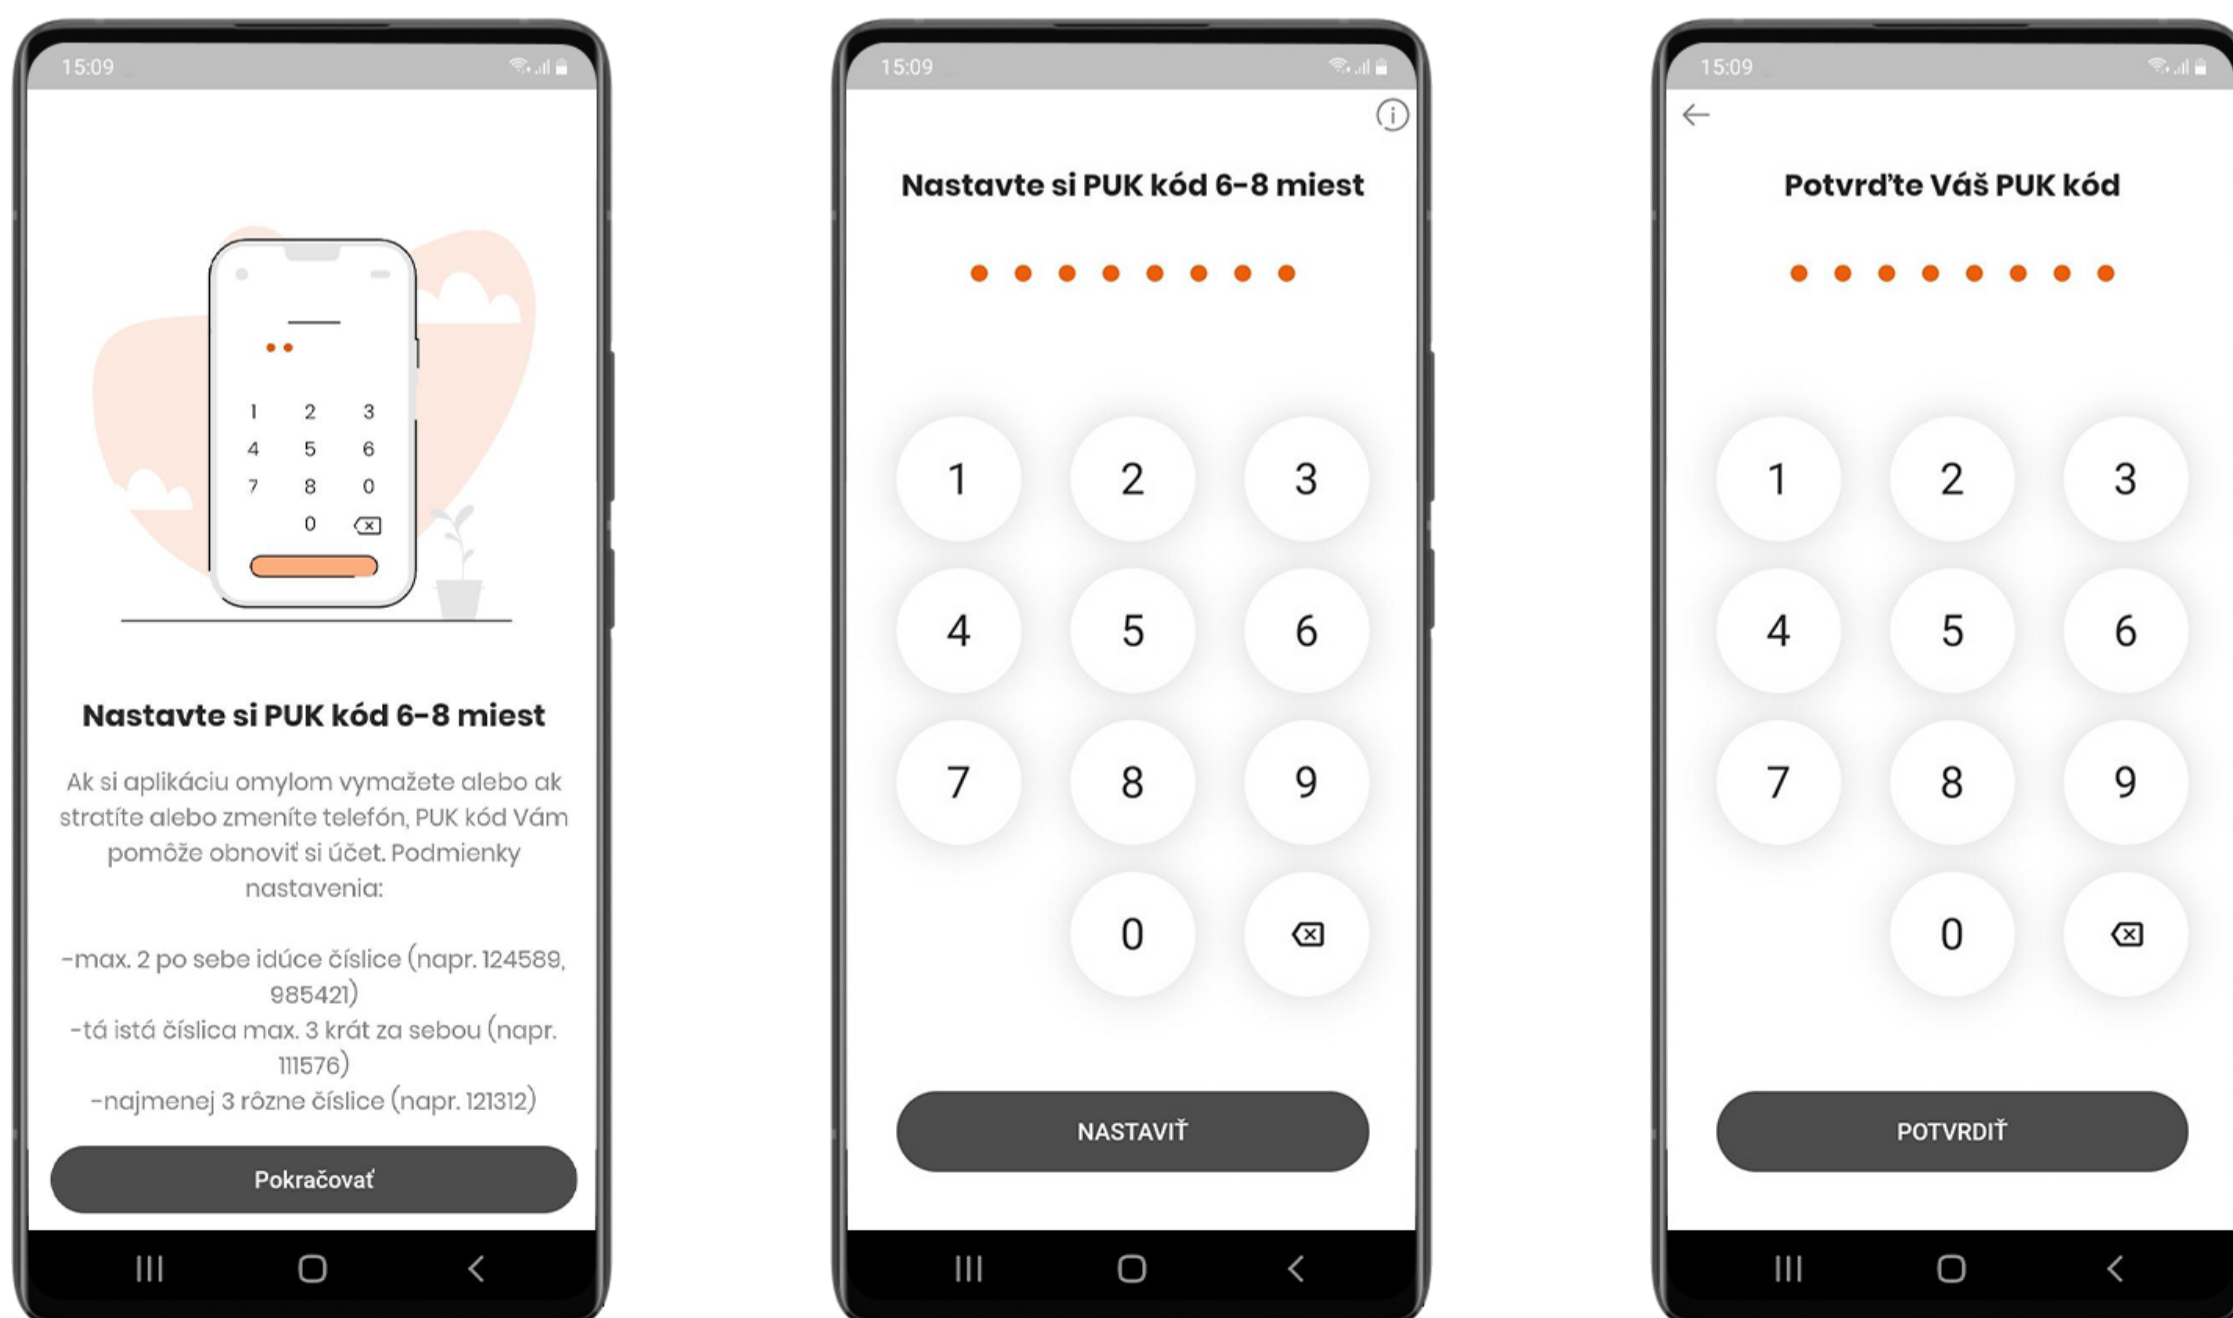 15:09
1 2 3
4 5 6
7 8 0
0
Nastavte si PUK kód 6-8 miest
Ak si aplikáciu omylom vymažete alebo ak
stratíte alebo zmeníte telefón, PUK kód Vám
pomôže obnoviť si účet. Podmienky
nastavenia:
-max. 2 po sebe idúce číslice (napr. 124589,
985421)
-tá istá číslica max. 3 krát za sebou (napr.
111576)
-najmenej 3 rôzne číslice (napr. 121312)
Pokračovať
15:09
Nastavte si PUK kód 6-8 miest
1 2 3
4 5 6
7 8 9
0
NASTAVIŤ
15:09
Potvrďte Váš PUK kód
1 2 3
4 5 6
7 8 9
0
POTVRDIŤ